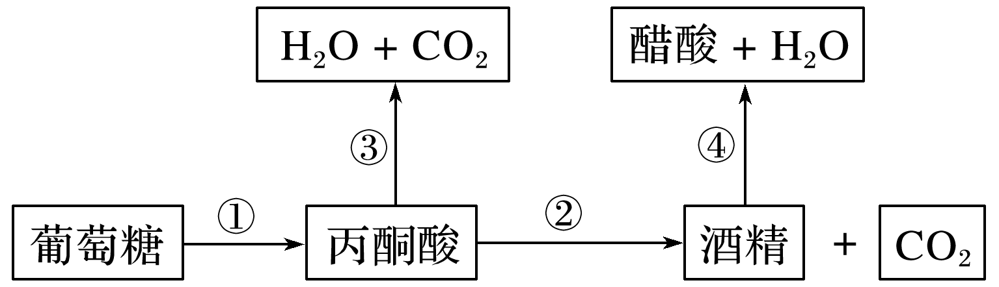 H₂O + CO₂
醋酸 + H₂O
③
④
①
②
葡萄糖
丙酮酸
酒精 + CO₂